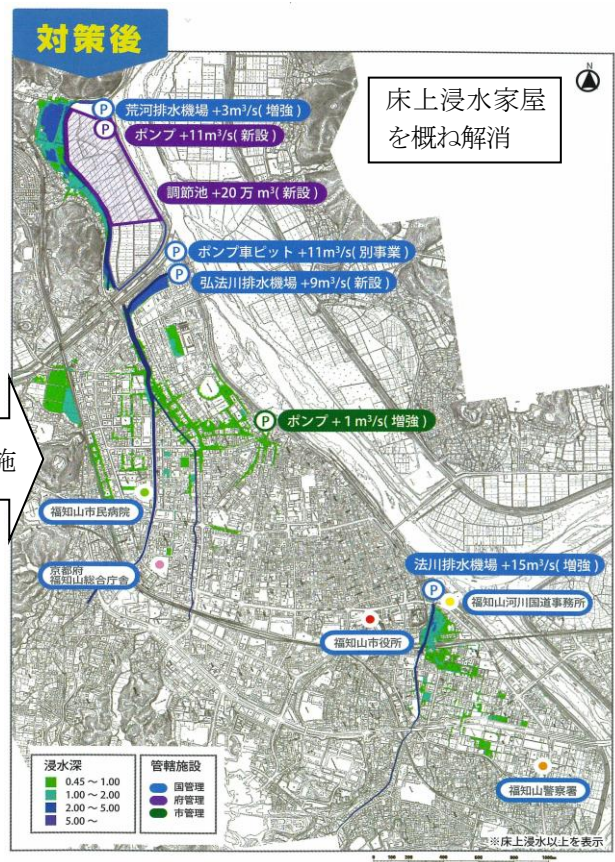 対策後
N
床上浸水家屋
を概ね解消
P 荒河排水機場 +3m³/s( 増強 )
P ポンプ +11m³/s( 新設 )
調節池 +20 万 m³( 新設 )
P ポンプ車ピット +11m³/s( 別事業 )
P 弘法川排水機場 +9m³/s( 新設 )
P ポンプ + 1 m³/s( 増強 )
施
福知山市民病院
京都府
福知山総合庁舎
法川排水機場 +15m³/s( 増強 )
P
福知山河川国道事務所
福知山市役所
福知山警察署
浸水深
0.45 ～ 1.00
1.00 ～ 2.00
2.00 ～ 5.00
5.00 ～
管轄施設
国管理
府管理
市管理
※床上浸水以上を表示